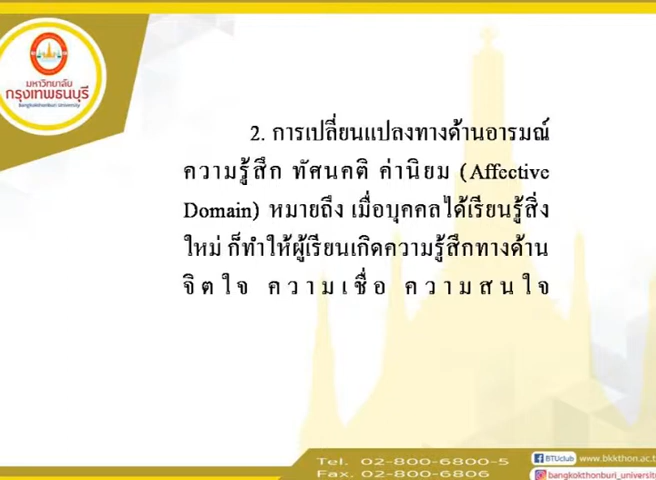 มหาวิทยาลัย
กรุงเทพธนบุรี
Bangkokthonburi University
2. การเปลี่ยนแปลงทางด้านอารมณ์
ความรู้สึก ทัศนคติ ค่านิยม (Affective
Domain) หมายถึง เมื่อบุคคลได้เรียนรู้สิ่ง
ใหม่ ก็ทำให้ผู้เรียนเกิดความรู้สึกทางด้าน
จิตใจ ความเชื่อ ความสนใจ
Tel. 02-800-6800-5
Fax. 02-800-6806
BTUclub
www.bkkthon.ac.t
bangkokthonburi_university